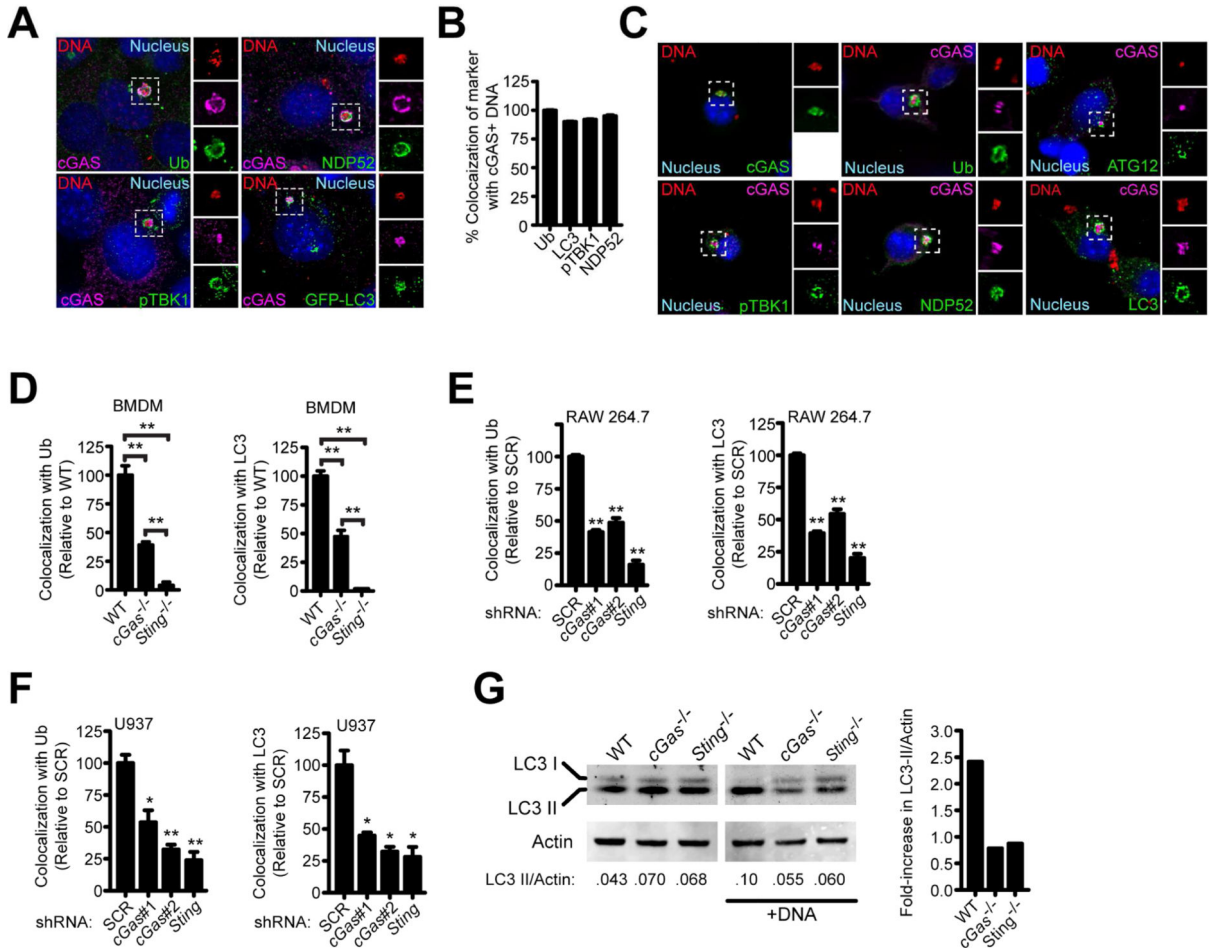 A
DNA Nucleus
cGAS Ub
DNA Nucleus
cGAS NDP52
DNA Nucleus
cGAS pTBK1
DNA Nucleus
cGAS GFP-LC3
B
% Colocaization of marker
with cGAS+ DNA
125
100
75
50
25
0
Ub
LC3
pTBK1
NDP52
C
DNA
Nucleus cGAS
DNA cGAS
Nucleus Ub
DNA cGAS
Nucleus ATG12
DNA cGAS
Nucleus pTBK1
DNA cGAS
Nucleus NDP52
DNA cGAS
Nucleus LC3
D
BMDM
Colocalization with Ub
(Relative to WT)
125
100
75
50
25
0
**
**
**
WT
cGas-/-
Sting-/-
BMDM
Colocalization with LC3
(Relative to WT)
125
100
75
50
25
0
**
**
**
WT
cGas-/-
Sting-/-
E
RAW 264.7
Colocalization with Ub
(Relative to SCR)
125
100
75
50
25
0
**
**
**
shRNA:
SCR
cGas#1
cGas#2
Sting
RAW 264.7
Colocalization with LC3
(Relative to SCR)
125
100
75
50
25
0
**
**
**
shRNA:
SCR
cGas#1
cGas#2
Sting
F
U937
Colocalization with Ub
(Relative to SCR)
125
100
75
50
25
0
*
**
**
shRNA:
SCR
cGas#1
cGas#2
Sting
U937
Colocalization with LC3
(Relative to SCR)
125
100
75
50
25
0
*
*
*
shRNA:
SCR
cGas#1
cGas#2
Sting
G
WT cGas-/- Sting-/- WT cGas-/- Sting-/-
LC3 I
LC3 II
Actin
LC3 II/Actin: .043 .070 .068 .10 .055 .060
+DNA
Fold-increase in LC3-II/Actin
3.0
2.5
2.0
1.5
1.0
0.5
0.0
WT
cGas-/-
Sting-/-